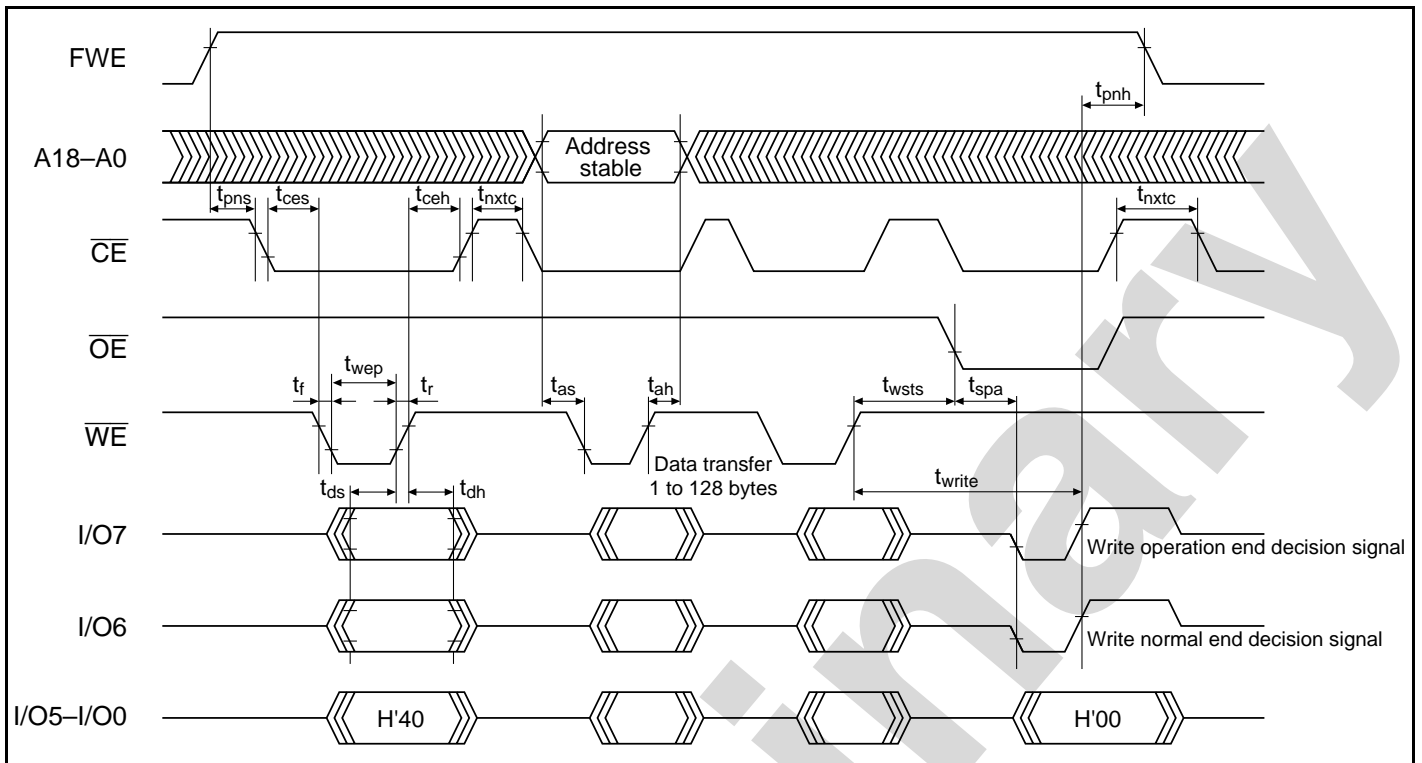 FWE
tpnh
A18–A0
Address
stable
tpns
tces
tceh
tnxtc
tnxtc
CE
OE
twep
tf
tr
tas
tah
twsts
tspa
WE
Data transfer
1 to 128 bytes
twrite
tds
tdh
I/O7
Write operation end decision signal
I/O6
Write normal end decision signal
I/O5–I/O0
H'40
H'00
inary